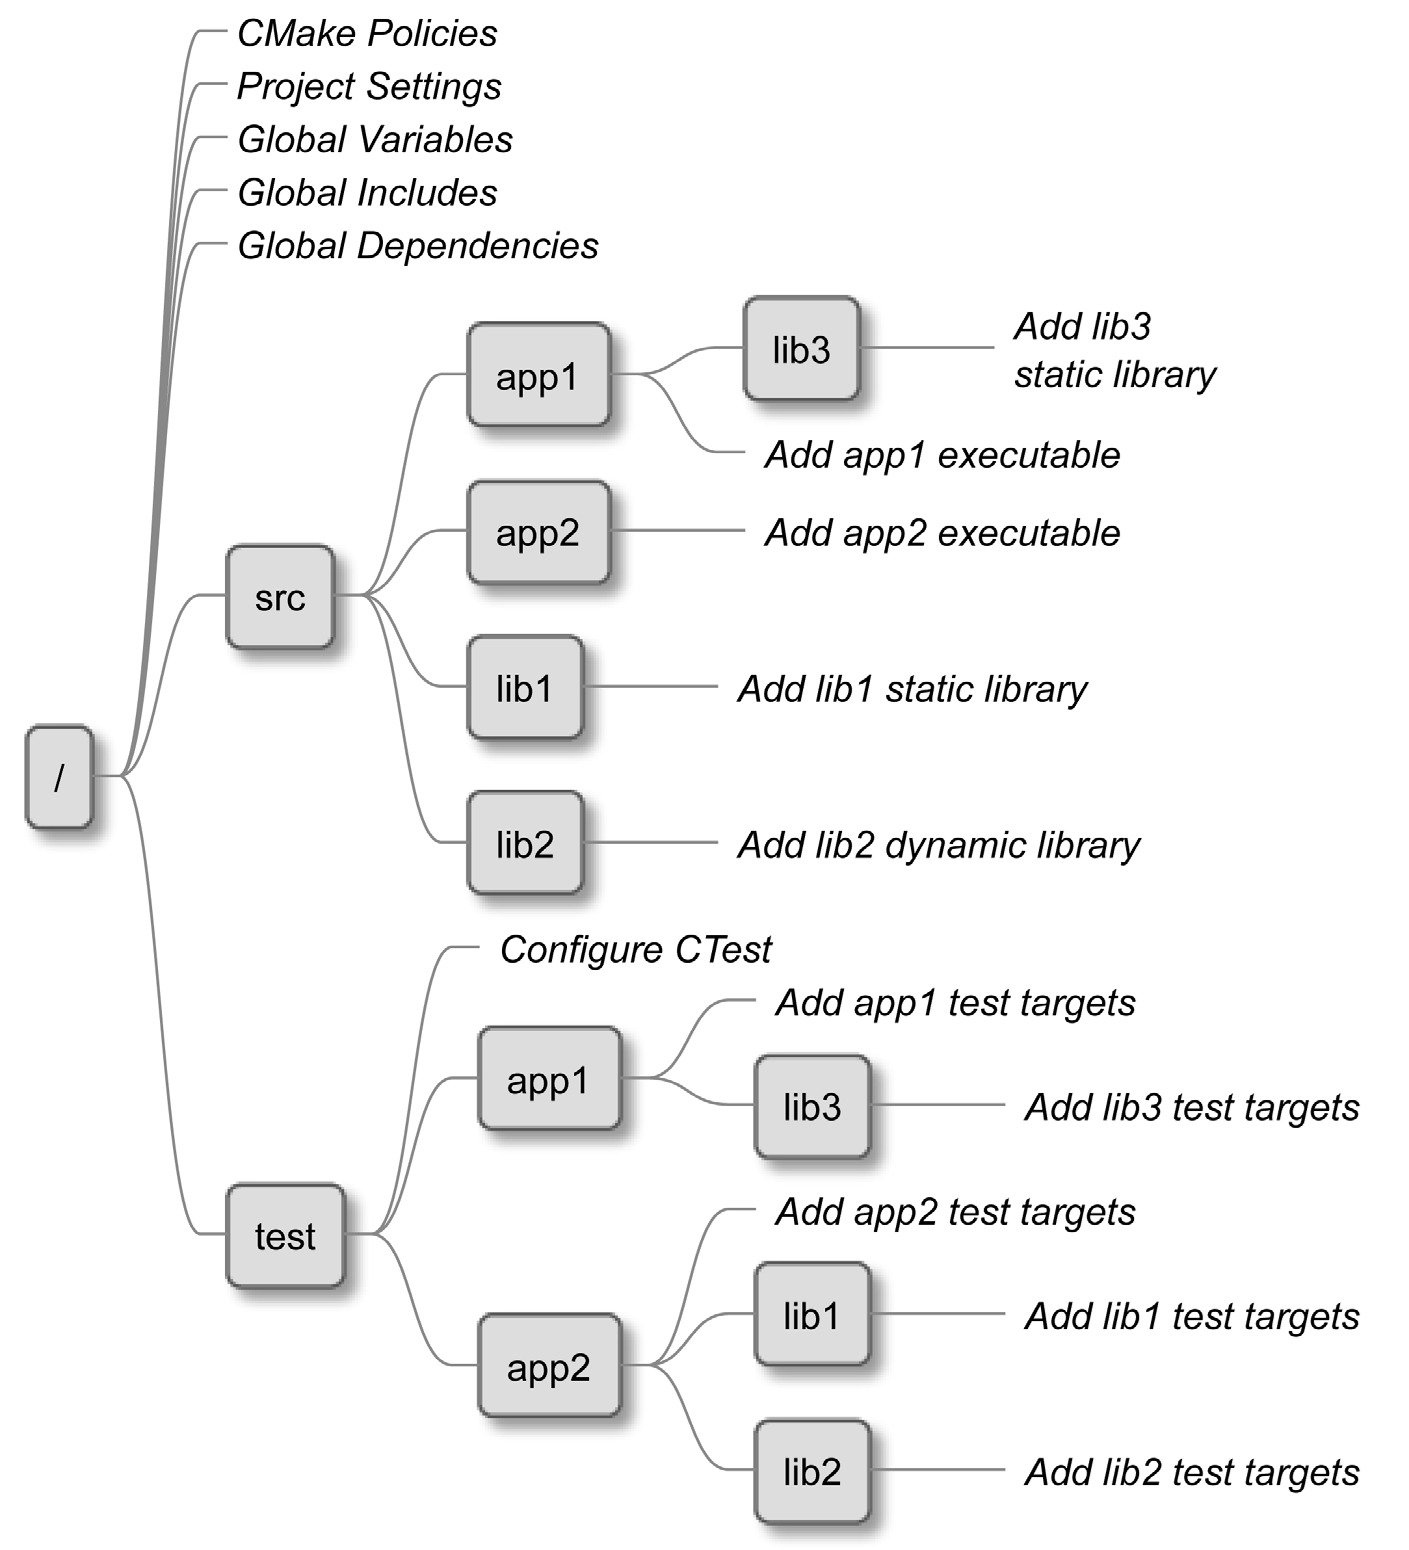 CMake Policies
Project Settings
Global Variables
Global Includes
Global Dependencies
lib3
Add lib3
static library
app1
Add app1 executable
app2
Add app2 executable
src
lib1
Add lib1 static library
/
lib2
Add lib2 dynamic library
Configure CTest
Add app1 test targets
app1
lib3
Add lib3 test targets
test
Add app2 test targets
lib1
Add lib1 test targets
app2
lib2
Add lib2 test targets